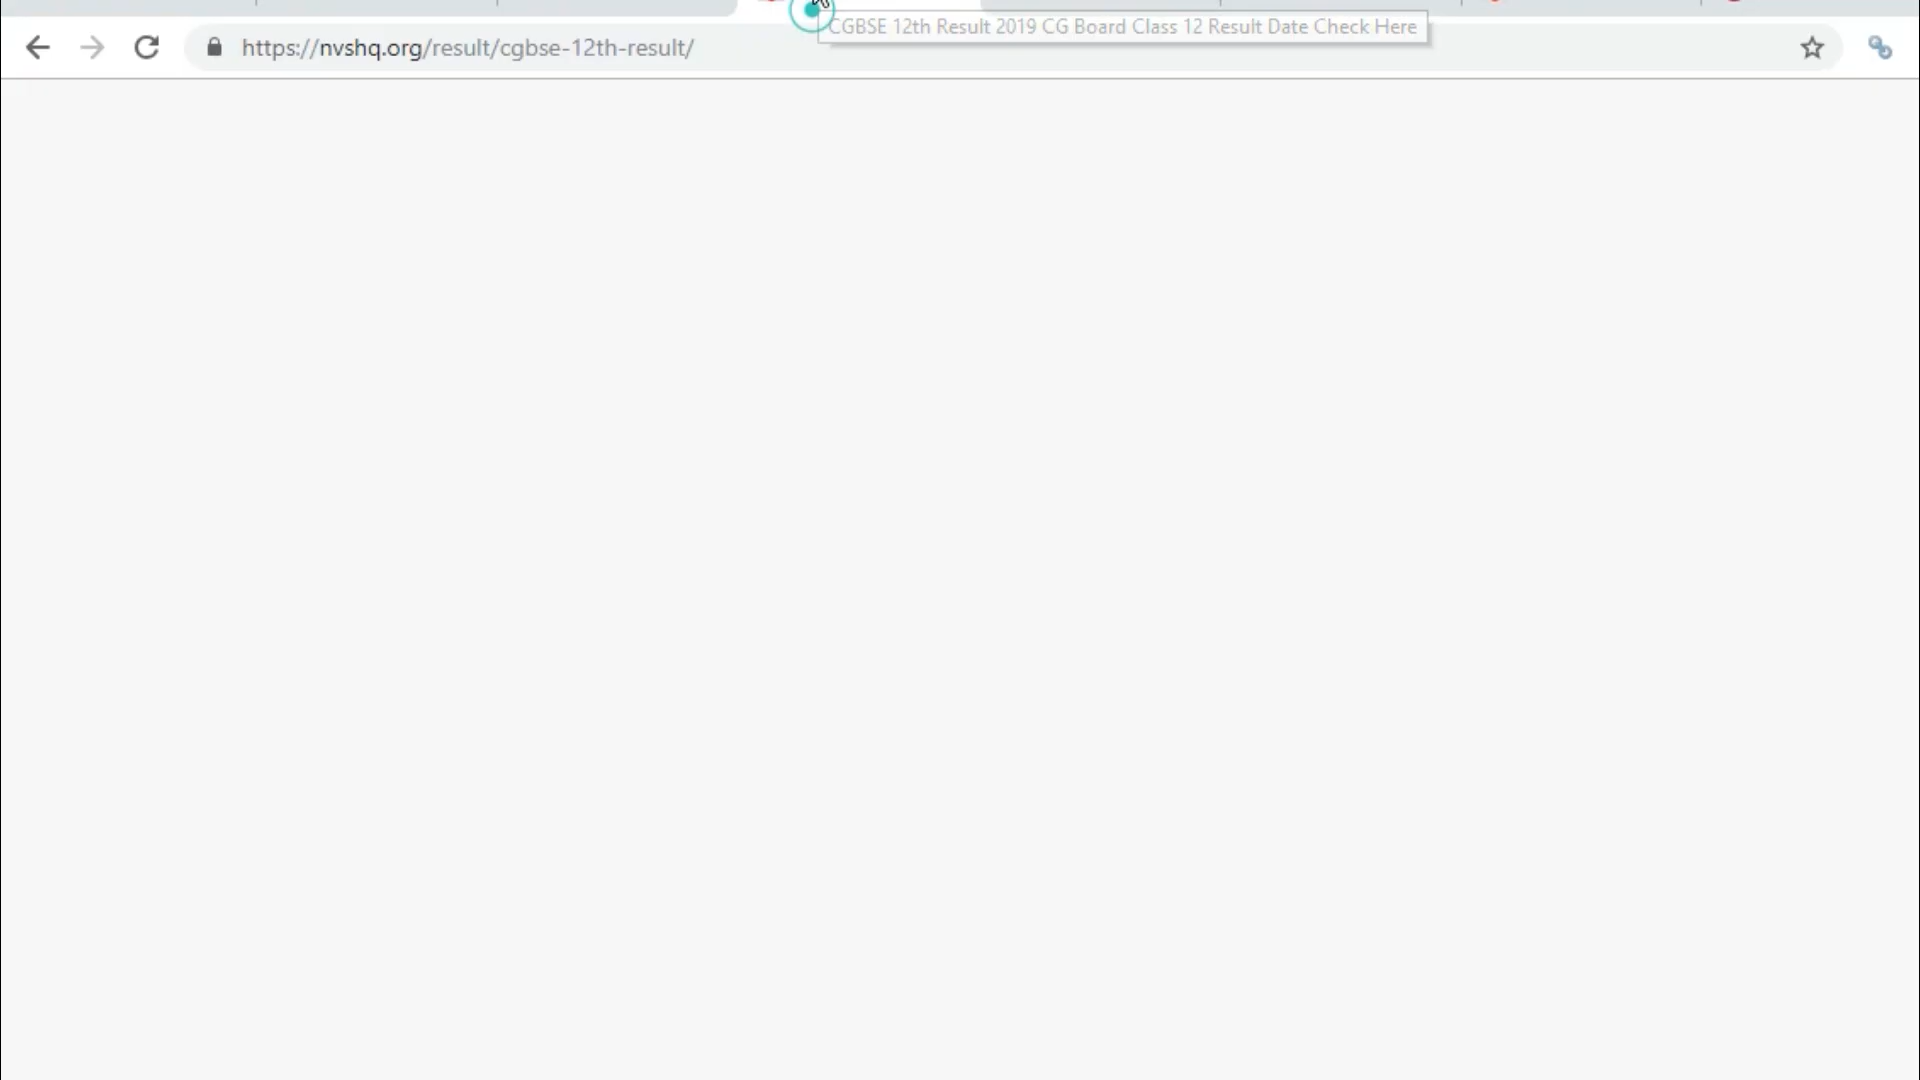 CGBSE 12th Result 2019 CG Board Class 12 Result Date Check Here
https://nvshq.org/result/cgbse-12th-result/